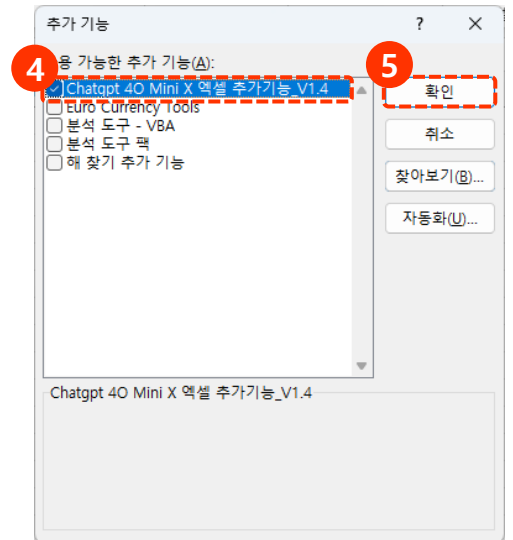 추가 기능
? ×
용 가능한 추가 기능(A):
4
5
Chatgpt 4O Mini X 엑셀 추가기능_V1.4
확인
Euro Currency Tools
분석 도구 - VBA
취소
분석 도구 팩
해 찾기 추가 기능
찾아보기(B)...
자동화(U)...
Chatgpt 4O Mini X 엑셀 추가기능_V1.4